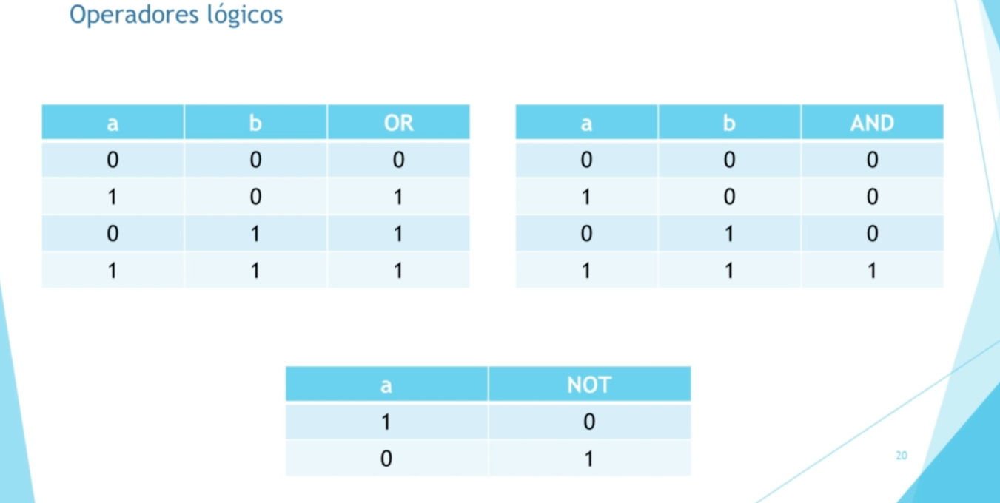 Operadores lógicos
a b OR
0 0 0
1 0 1
0 1 1
1 1 1
a b AND
0 0 0
1 0 0
0 1 0
1 1 1
a NOT
1 0
0 1
20